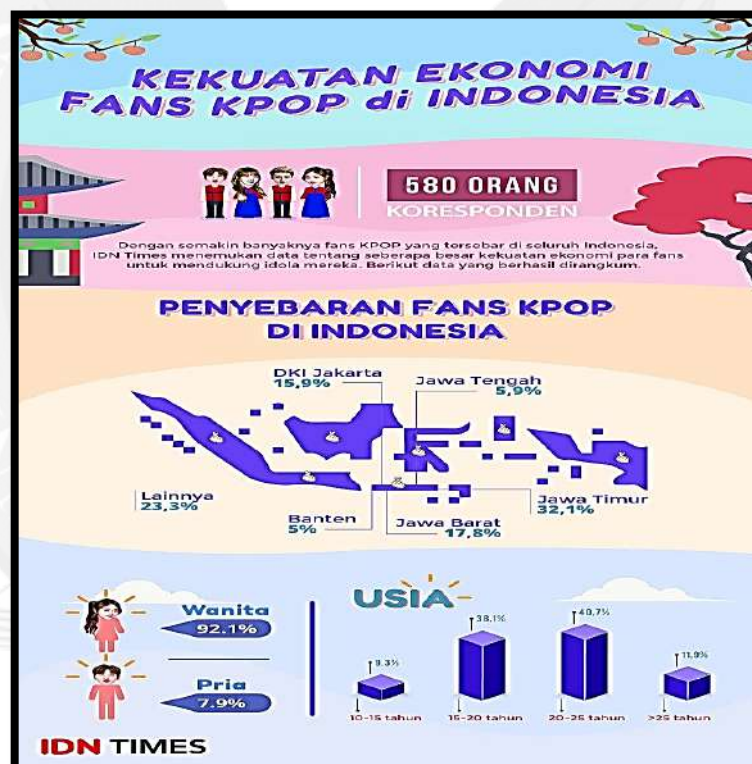 KEKUATAN EKONOMI
FANS KPOP di INDONESIA
580 ORANG
KORESPONDEN
Dengan semakin banyaknya fans KPOP yang tersebar di seluruh Indonesia,
IDN Times menemukan data tentang seberapa besar kekuatan ekonomi para fans
untuk mendukung idola mereka. Berikut data yang berhasil dirangkum.
PENYEBARAN FANS KPOP
DI INDONESIA
DKI Jakarta
15,9%
Jawa Tengah
5,9%
Lainnya
23,3%
Banten
5%
Jawa Barat
17,8%
Jawa Timur
32,1%
Wanita
92.1%
Pria
7.9%
USIA
9,3%
38,1%
40,7%
11,9%
10-15 tahun
15-20 tahun
20-25 tahun
>25 tahun
IDN TIMES